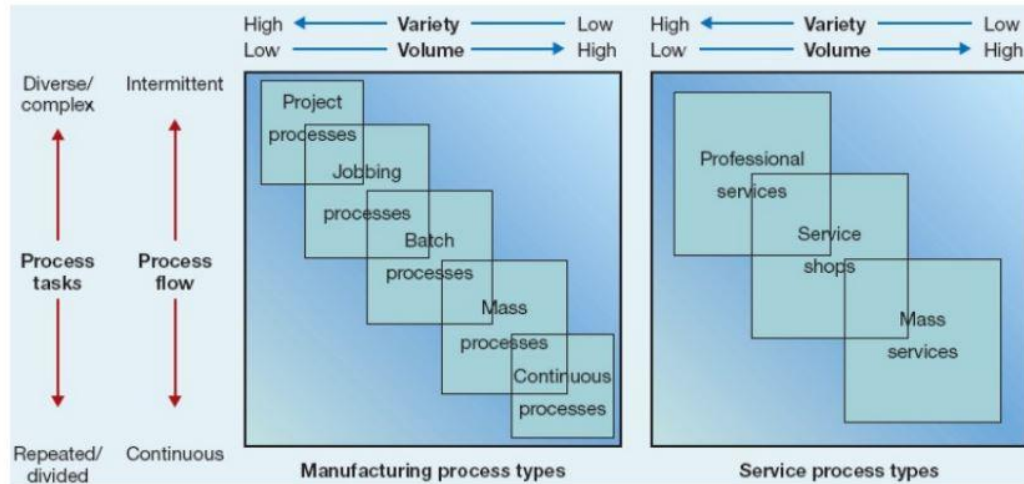 High Variety Low
Low Volume High
High Variety Low
Low Volume High
Diverse/
complex
Intermittent
Process
tasks
Process
flow
Repeated/
divided
Continuous
Project
processes
Jobbing
processes
Batch
processes
Mass
processes
Continuous
processes
Manufacturing process types
Professional
services
Service
shops
Mass
services
Service process types